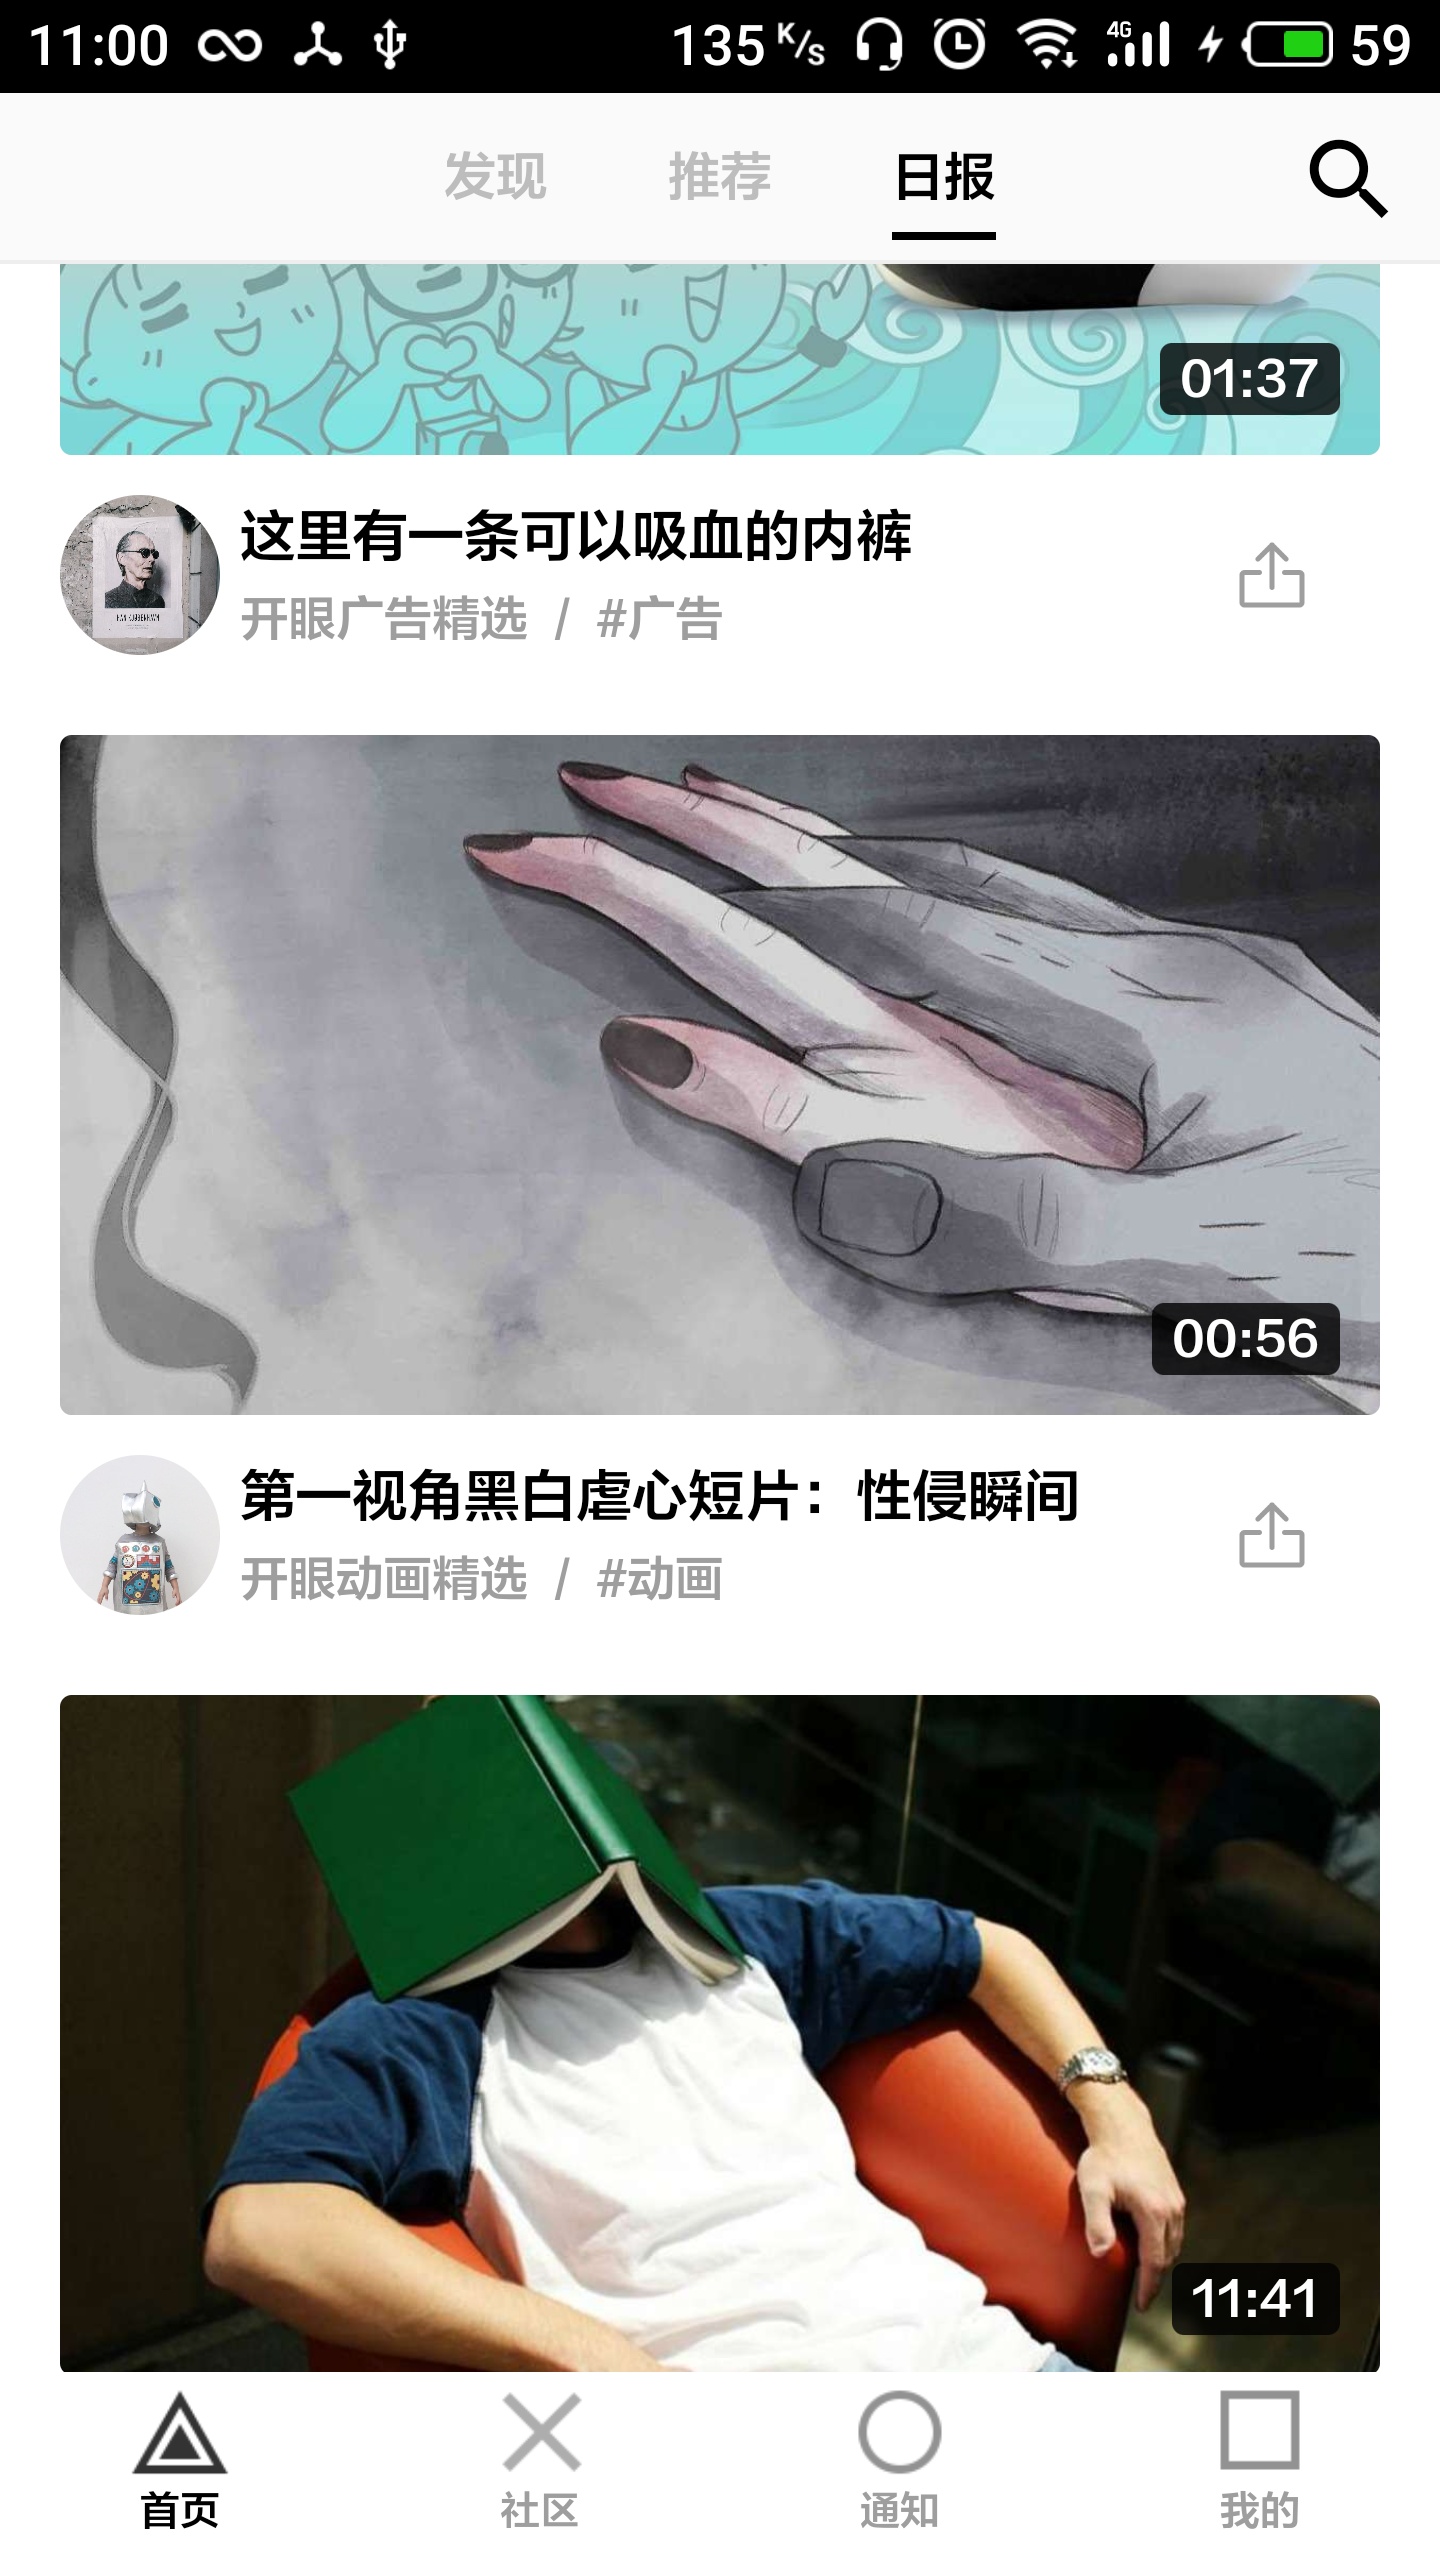 11:00 135 K/s 4G 59
发现 推荐 日报
01:37
这里有一条可以吸血的内裤
开眼广告精选 / #广告
00:56
第一视角黑白虐心短片：性侵瞬间
开眼动画精选 / #动画
11:41
首页 社区 通知 我的